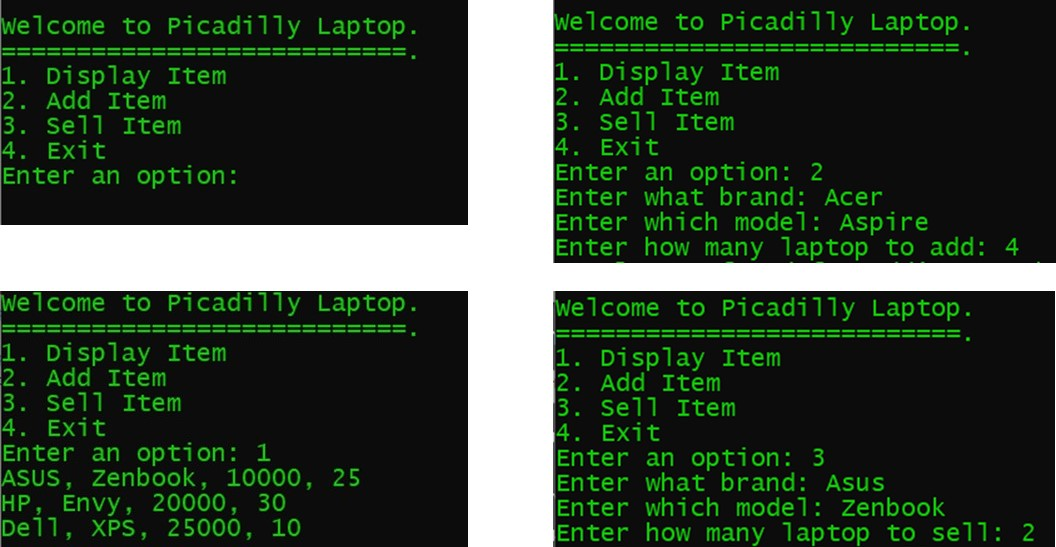 Welcome to Picadilly Laptop.
===========================.
1. Display Item
2. Add Item
3. Sell Item
4. Exit
Enter an option:
Welcome to Picadilly Laptop.
===========================.
1. Display Item
2. Add Item
3. Sell Item
4. Exit
Enter an option: 2
Enter what brand: Acer
Enter which model: Aspire
Enter how many laptop to add: 4
Welcome to Picadilly Laptop.
===========================.
1. Display Item
2. Add Item
3. Sell Item
4. Exit
Enter an option: 1
ASUS, Zenbook, 10000, 25
HP, Envy, 20000, 30
Dell, XPS, 25000, 10
Welcome to Picadilly Laptop.
===========================.
1. Display Item
2. Add Item
3. Sell Item
4. Exit
Enter an option: 3
Enter what brand: Asus
Enter which model: Zenbook
Enter how many laptop to sell: 2